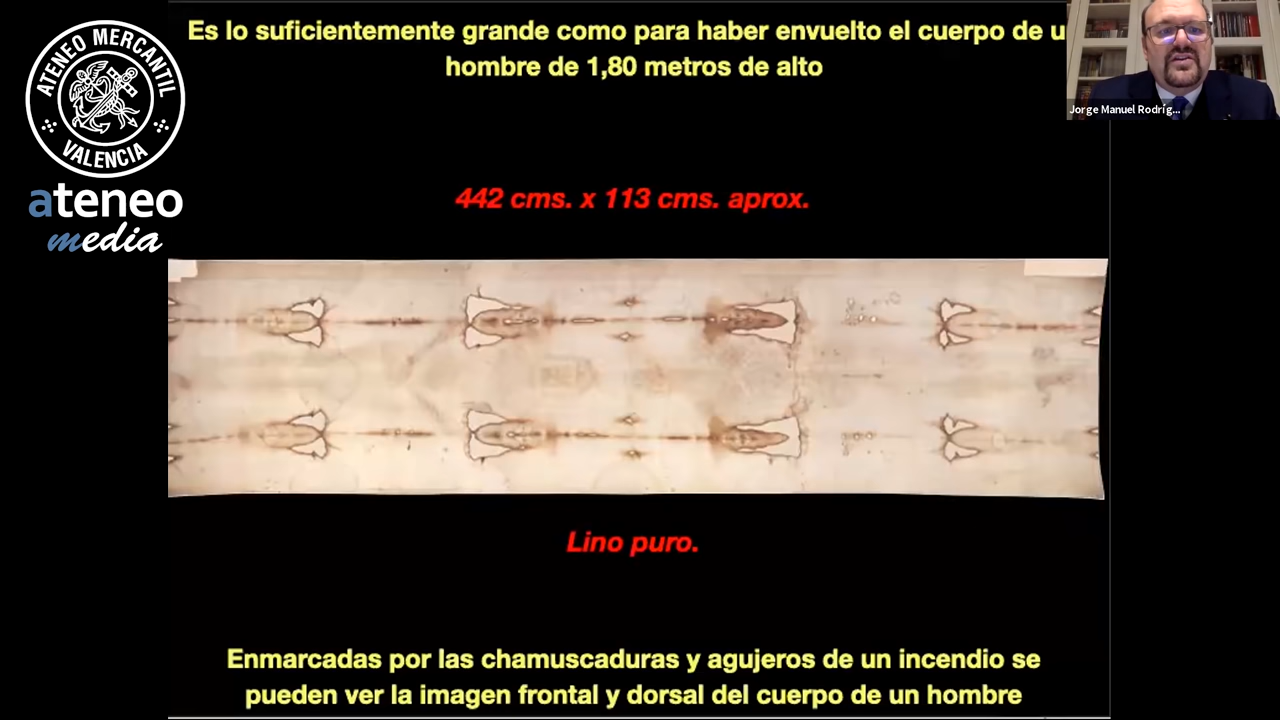 Es lo suficientemente grande como para haber envuelto el cuerpo de
hombre de 1,80 metros de alto
ATENEO MERCANTIL
VALENCIA
ateneo
media
Jorge Manuel Rodríg...
442 cms. x 113 cms. aprox.
Lino puro.
Enmarcadas por las chamuscaduras y agujeros de un incendio se
pueden ver la imagen frontal y dorsal del cuerpo de un hombre